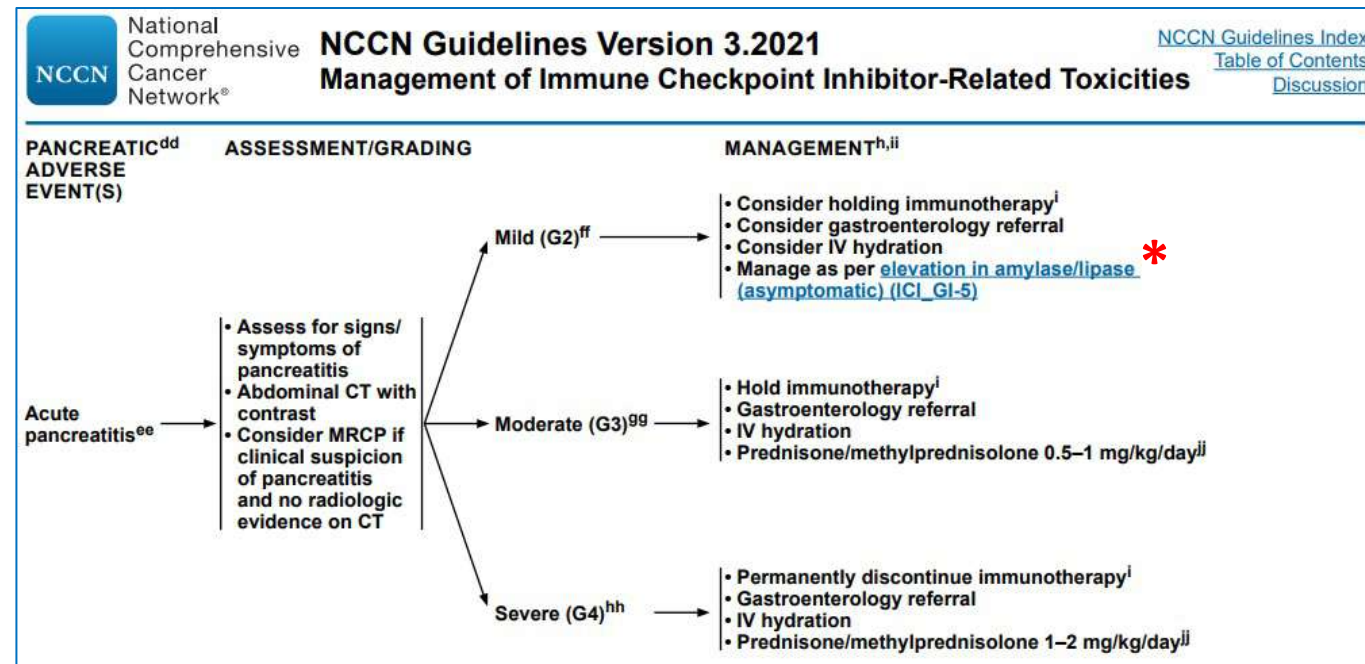 NCCN
National
Comprehensive
Cancer
Network®
NCCN Guidelines Version 3.2021
Management of Immune Checkpoint Inhibitor-Related Toxicities
NCCN Guidelines Index
Table of Contents
Discussion
PANCREATICdd
ADVERSE
EVENT(S)
ASSESSMENT/GRADING
MANAGEMENTh,ii
Acute
pancreatitisee
• Assess for signs/
symptoms of
pancreatitis
• Abdominal CT with
contrast
• Consider MRCP if
clinical suspicion
of pancreatitis
and no radiologic
evidence on CT
Mild (G2)ff
• Consider holding immunotherapyi
• Consider gastroenterology referral
• Consider IV hydration
• Manage as per elevation in amylase/lipase *
(asymptomatic) (ICI_GI-5)
Moderate (G3)gg
• Hold immunotherapyi
• Gastroenterology referral
• IV hydration
• Prednisone/methylprednisolone 0.5–1 mg/kg/dayjj
Severe (G4)hh
• Permanently discontinue immunotherapyi
• Gastroenterology referral
• IV hydration
• Prednisone/methylprednisolone 1–2 mg/kg/dayjj